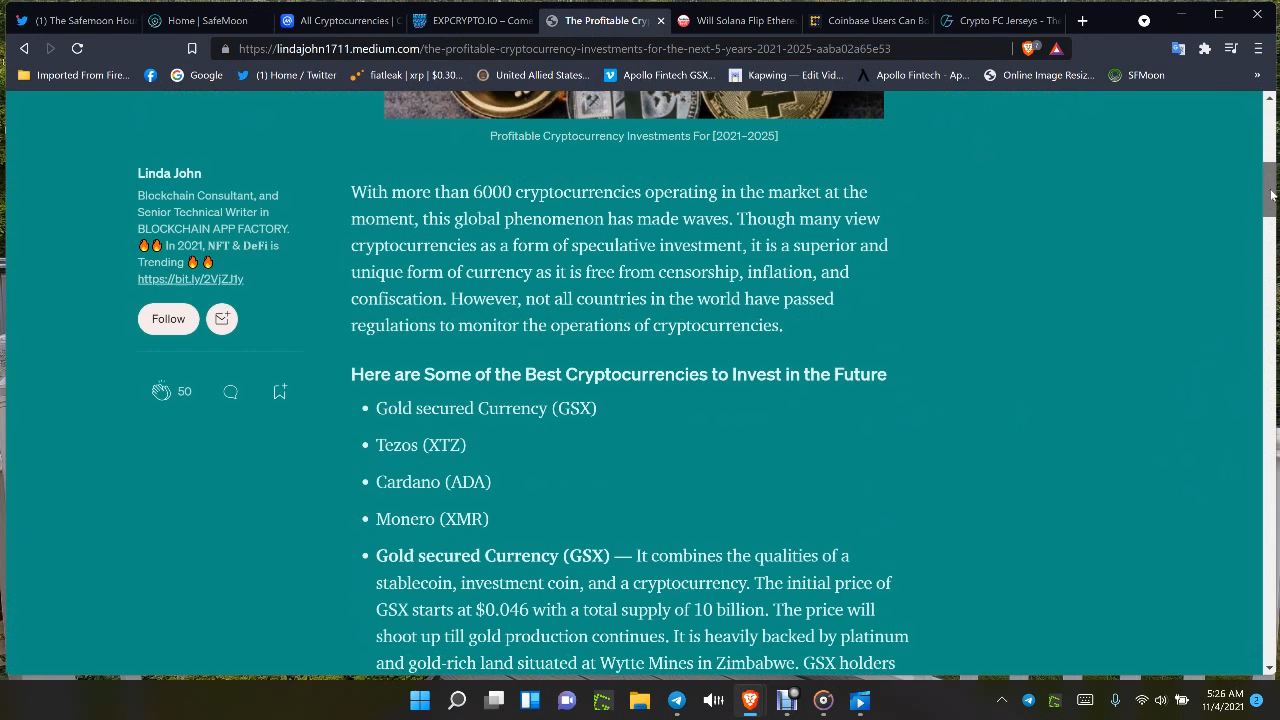 (1) The Safemoon Hou
Home | SafeMoon
All Cryptocurrencies | C
EXPCRYPTO.IO – Come
The Profitable Cry
Will Solana Flip Ethere
Coinbase Users Can Bo
Crypto FC Jerseys - The
https://lindajohn1711.medium.com/the-profitable-cryptocurrency-investments-for-the-next-5-years-2021-2025-aaba02a65e53
Imported From Fire...
Google
(1) Home / Twitter
fiatleak | xrp | $0.30...
United Allied States...
Apollo Fintech GSX...
Kapwing — Edit Vid...
Apollo Fintech - Ap...
Online Image Resiz...
SFMoon
»
Profitable Cryptocurrency Investments For [2021–2025]
Linda John
Blockchain Consultant, and
Senior Technical Writer in
BLOCKCHAIN APP FACTORY.
🔥🔥 In 2021, 𝐍𝐅𝐓 & 𝐃𝐞𝐅𝐢 is
Trending 🔥 🔥
https://bit.ly/2VjZJ1y
Follow
50
With more than 6000 cryptocurrencies operating in the market at the
moment, this global phenomenon has made waves. Though many view
cryptocurrencies as a form of speculative investment, it is a superior and
unique form of currency as it is free from censorship, inflation, and
confiscation. However, not all countries in the world have passed
regulations to monitor the operations of cryptocurrencies.
Here are Some of the Best Cryptocurrencies to Invest in the Future
• Gold secured Currency (GSX)
• Tezos (XTZ)
• Cardano (ADA)
• Monero (XMR)
• Gold secured Currency (GSX) — It combines the qualities of a
stablecoin, investment coin, and a cryptocurrency. The initial price of
GSX starts at $0.046 with a total supply of 10 billion. The price will
shoot up till gold production continues. It is heavily backed by platinum
and gold-rich land situated at Wytte Mines in Zimbabwe. GSX holders
5:26 AM
11/4/2021